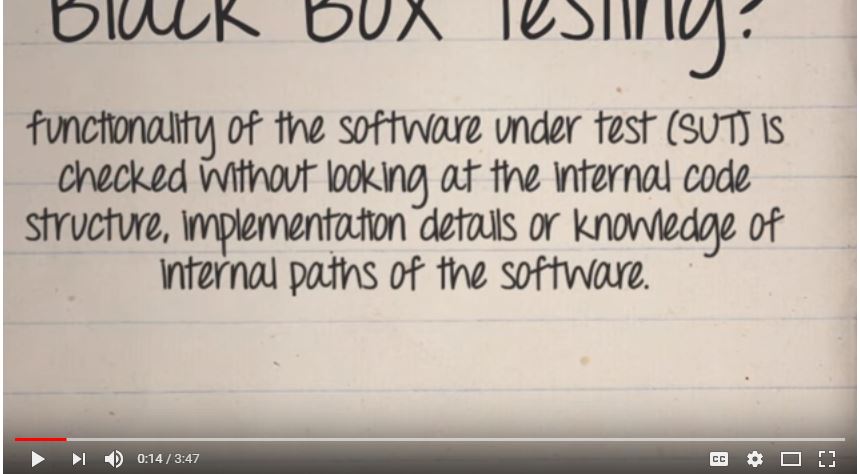 Black Box Testing?
functionality of the software under test (SUT) is
checked without looking at the internal code
structure, implementation details or knowledge of
internal paths of the software.
0:14 / 3:47
CC